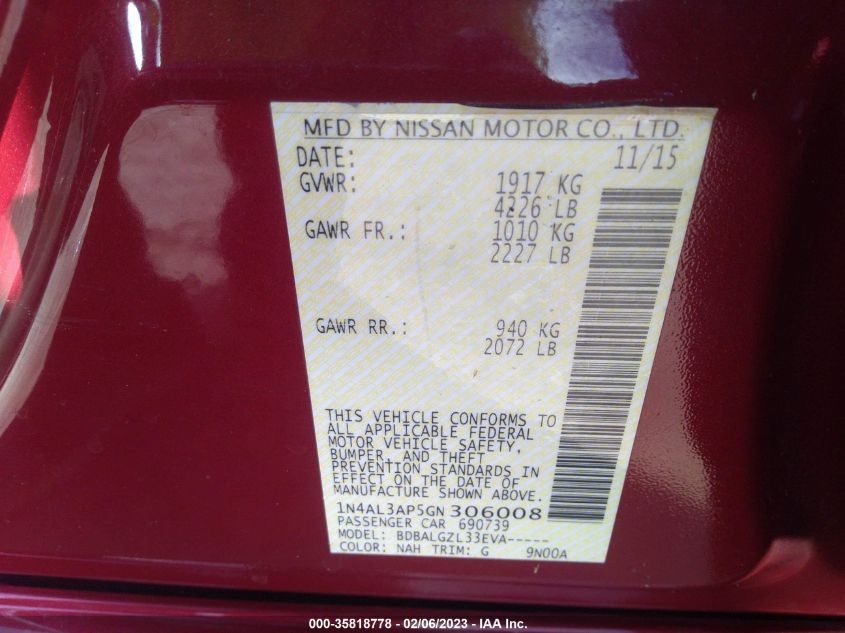 MFD BY NISSAN MOTOR CO., LTD.
DATE: 11/15
GVWR: 1917 KG
4226 LB
GAWR FR.: 1010 KG
2227 LB
GAWR RR.: 940 KG
2072 LB
THIS VEHICLE CONFORMS TO
ALL APPLICABLE FEDERAL
MOTOR VEHICLE SAFETY,
BUMPER, AND THEFT
PREVENTION STANDARDS IN
EFFECT ON THE DATE OF
MANUFACTURE SHOWN ABOVE.
1N4AL3AP5GN306008
PASSENGER CAR 690739
MODEL: BDBALGZL33EVA-----
COLOR: NAH TRIM: G 9N00A
000-35818778 - 02/06/2023 - IAA Inc.